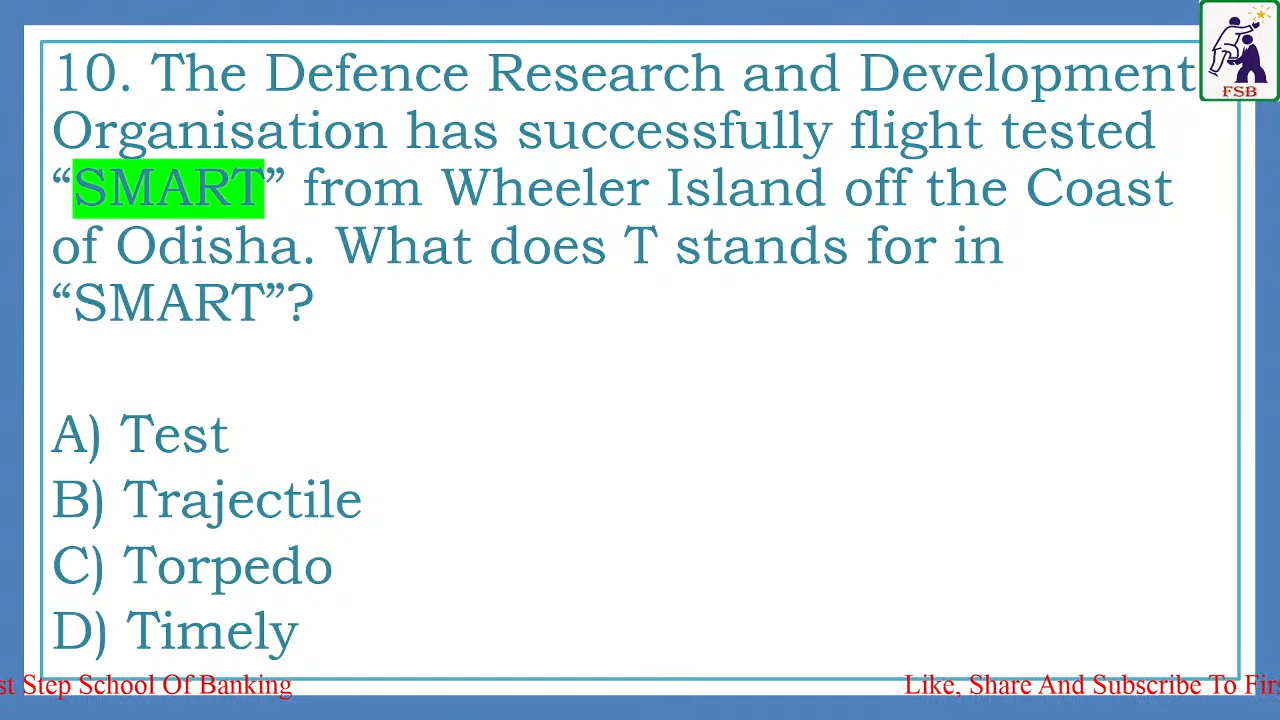 10. The Defence Research and Development
Organisation has successfully flight tested
“SMART” from Wheeler Island off the Coast
of Odisha. What does T stands for in
“SMART”?
A) Test
B) Trajectile
C) Torpedo
D) Timely
FSB
st Step School Of Banking
Like, Share And Subscribe To Firs